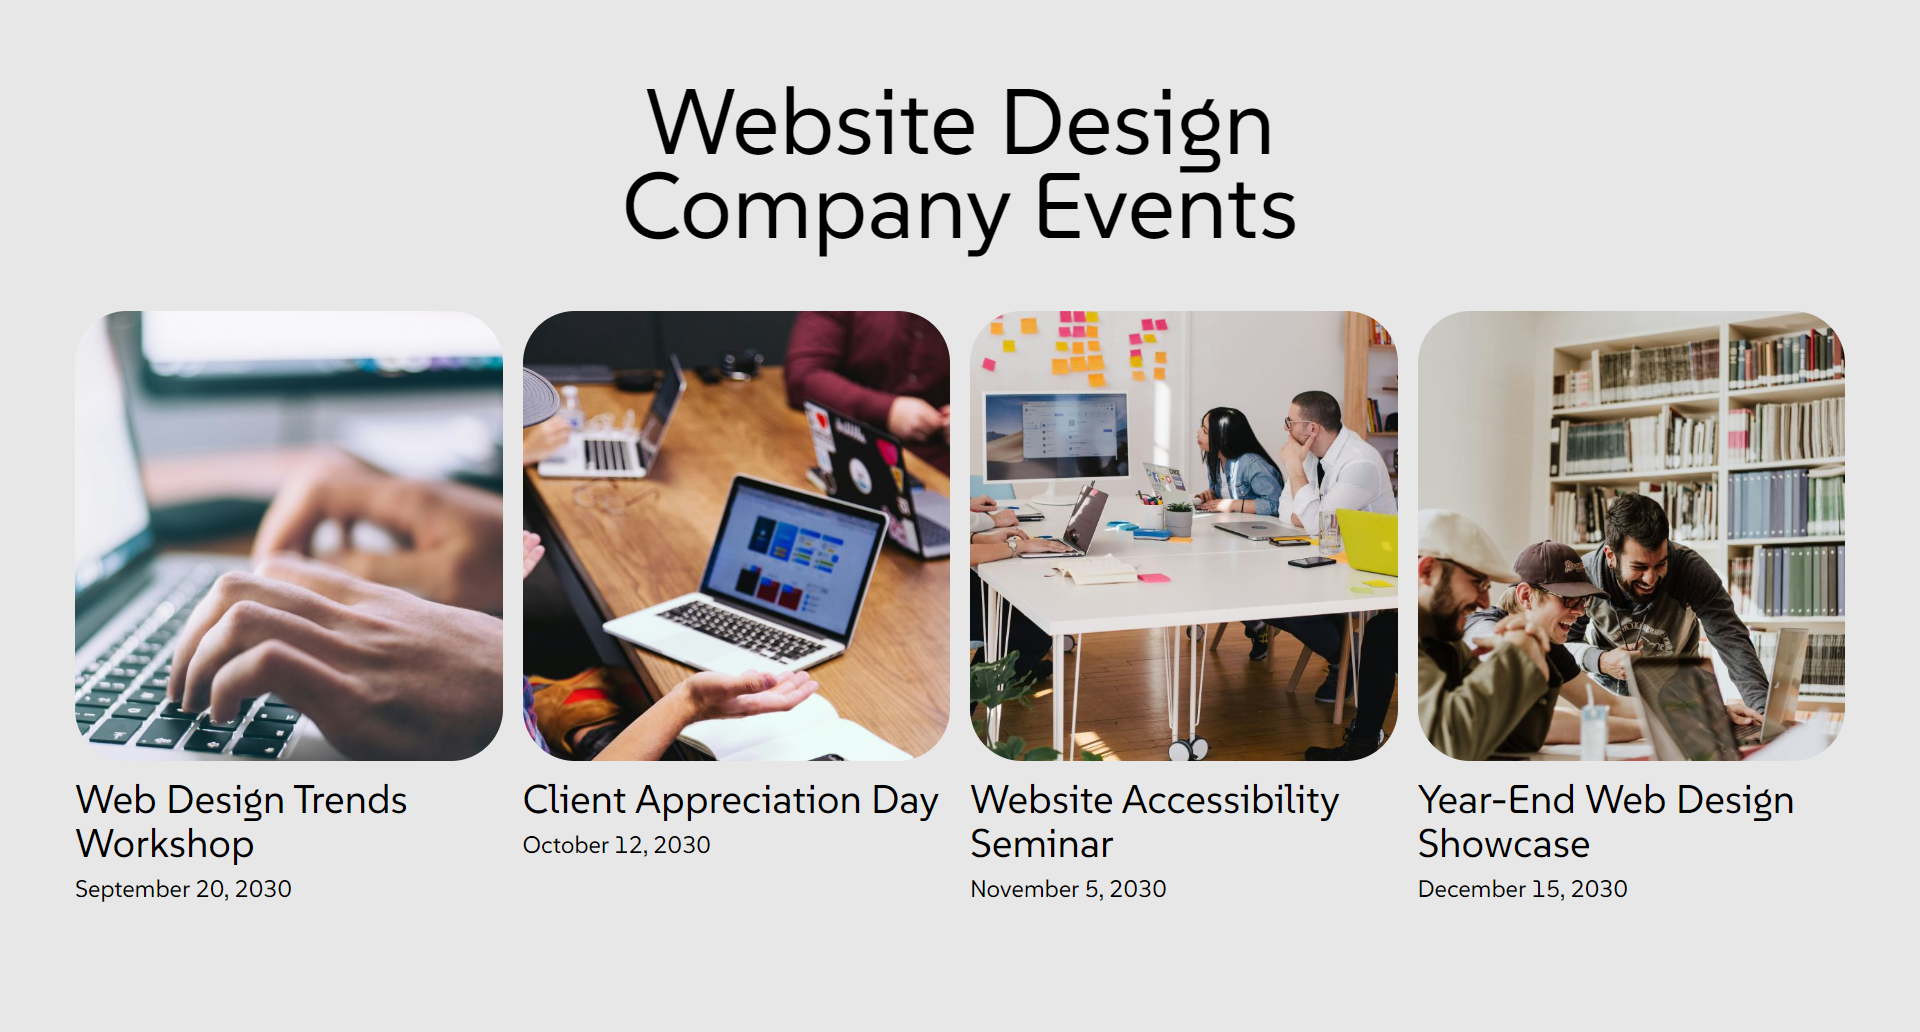 Website Design
Company Events
Web Design Trends
Workshop
September 20, 2030
Client Appreciation Day
October 12, 2030
Website Accessibility
Seminar
November 5, 2030
Year-End Web Design
Showcase
December 15, 2030